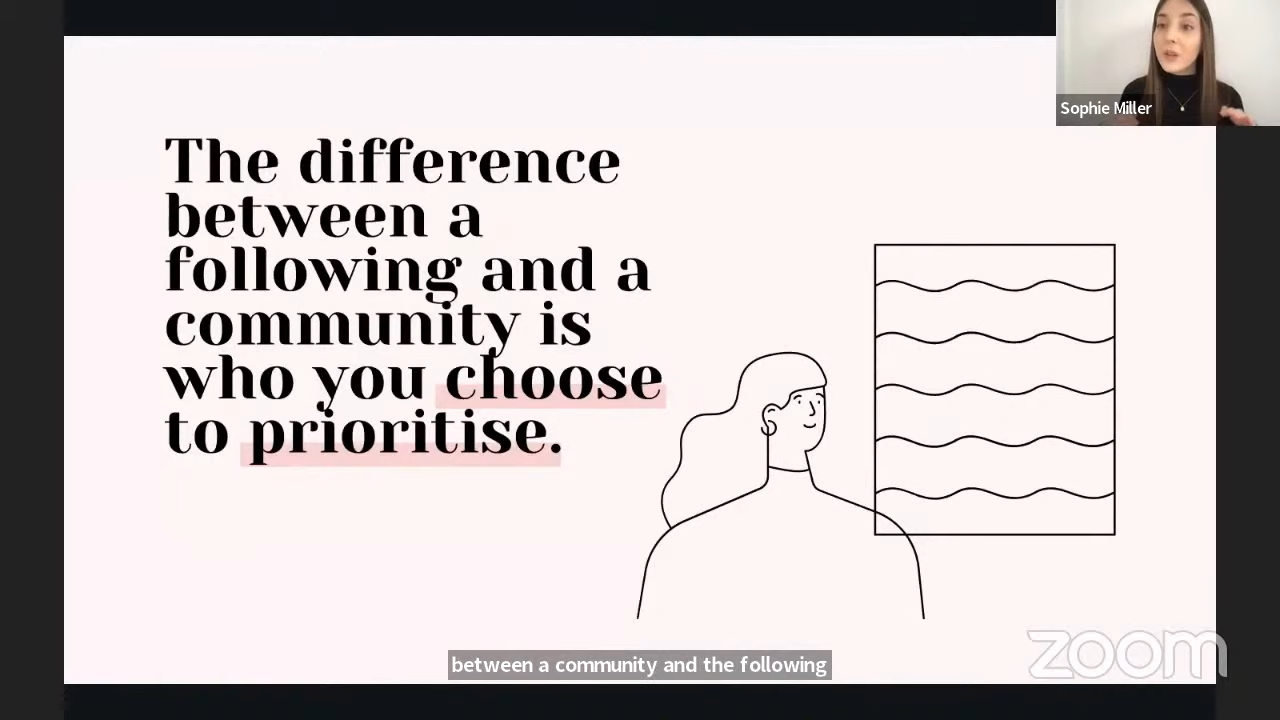 Sophie Miller
The difference
between a
following and a
community is
who you choose
to prioritise.
between a community and the following
zoom